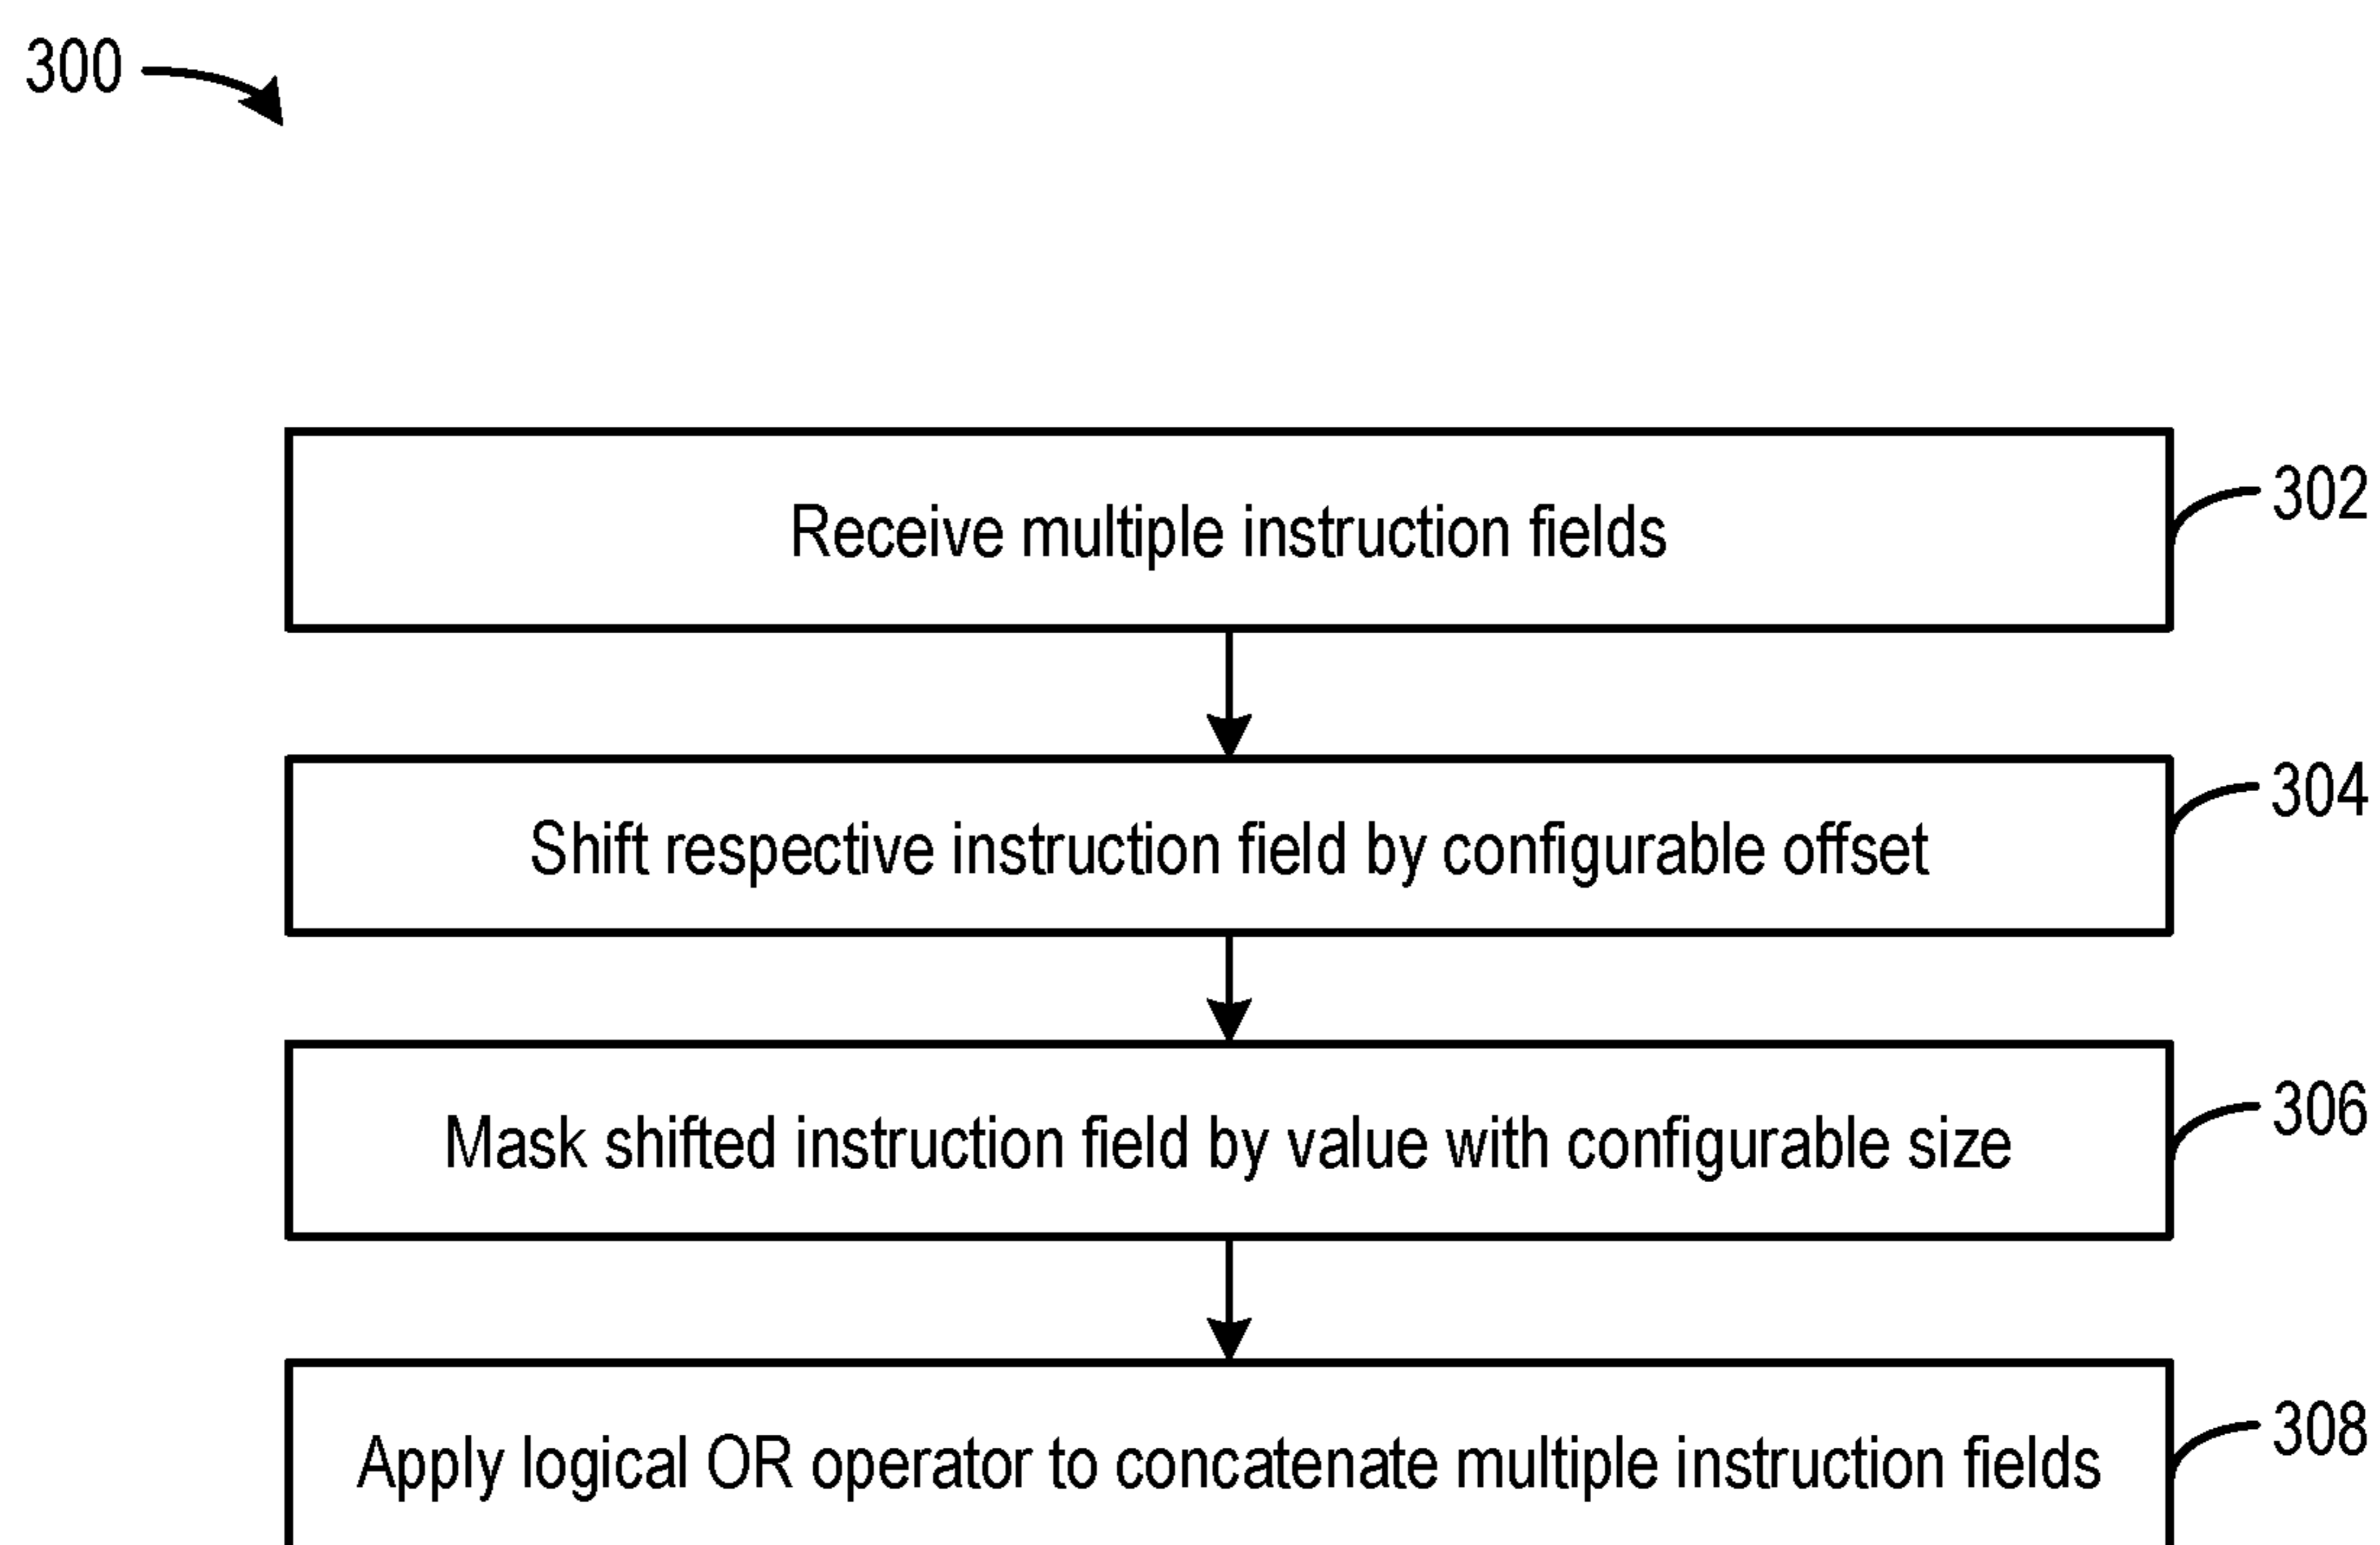 300
Receive multiple instruction fields
302
Shift respective instruction field by configurable offset
304
Mask shifted instruction field by value with configurable size
306
Apply logical OR operator to concatenate multiple instruction fields
308